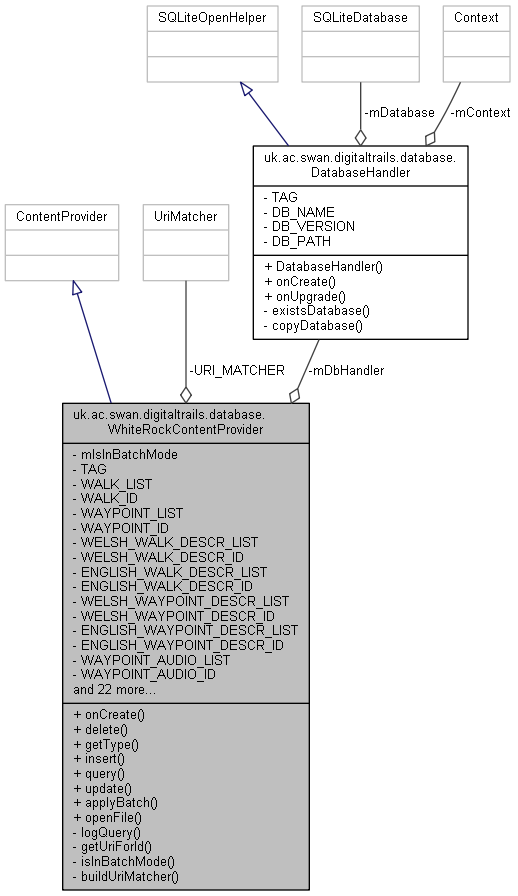 SQLiteOpenHelper
SQLiteDatabase
Context
-mDatabase
-mContext
uk.ac.swan.digitaltrails.database.
DatabaseHandler
- TAG
- DB_NAME
- DB_VERSION
- DB_PATH
+ DatabaseHandler()
+ onCreate()
+ onUpgrade()
- existsDatabase()
- copyDatabase()
ContentProvider
UriMatcher
-URI_MATCHER
-mDbHandler
uk.ac.swan.digitaltrails.database.
WhiteRockContentProvider
- mIsInBatchMode
- TAG
- WALK_LIST
- WALK_ID
- WAYPOINT_LIST
- WAYPOINT_ID
- WELSH_WALK_DESCR_LIST
- WELSH_WALK_DESCR_ID
- ENGLISH_WALK_DESCR_LIST
- ENGLISH_WALK_DESCR_ID
- WELSH_WAYPOINT_DESCR_LIST
- WELSH_WAYPOINT_DESCR_ID
- ENGLISH_WAYPOINT_DESCR_LIST
- ENGLISH_WAYPOINT_DESCR_ID
- WAYPOINT_AUDIO_LIST
- WAYPOINT_AUDIO_ID
and 22 more...
+ onCreate()
+ delete()
+ getType()
+ insert()
+ query()
+ update()
+ applyBatch()
+ openFile()
- logQuery()
- getUriForId()
- isInBatchMode()
- buildUriMatcher()